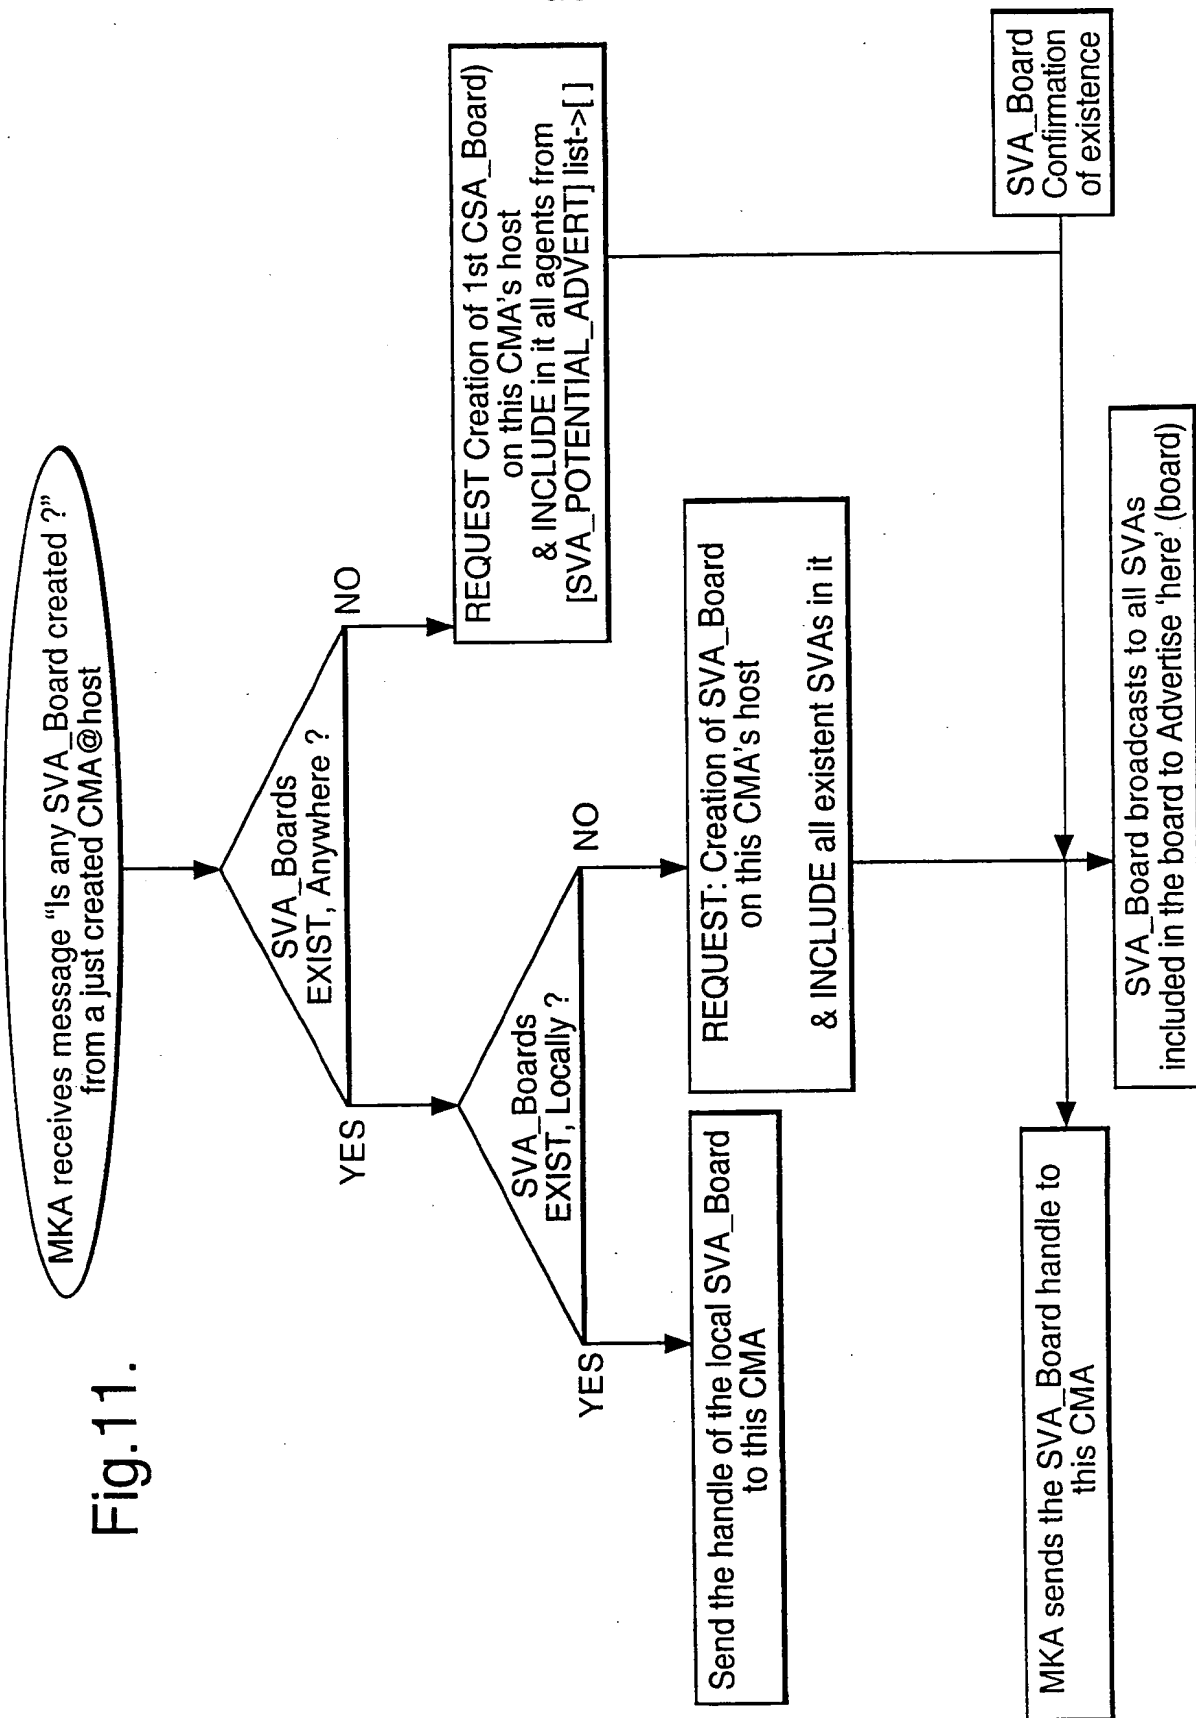 Fig.11.
MKA receives message “Is any SVA_Board created ?”
from a just created CMA@host
SVA_Boards
EXIST, Anywhere ?
YES
NO
SVA_Boards
EXIST, Locally ?
YES
NO
REQUEST Creation of 1st CSA_Board)
on this CMA's host
& INCLUDE in it all agents from
[SVA_POTENTIAL_ADVERT] list->[ ]
Send the handle of the local SVA_Board
to this CMA
REQUEST: Creation of SVA_Board
on this CMA's host
& INCLUDE all existent SVAs in it
SVA_Board
Confirmation
of existence
MKA sends the SVA_Board handle to
this CMA
SVA_Board broadcasts to all SVAs
included in the board to Advertise ‘here’ (board)